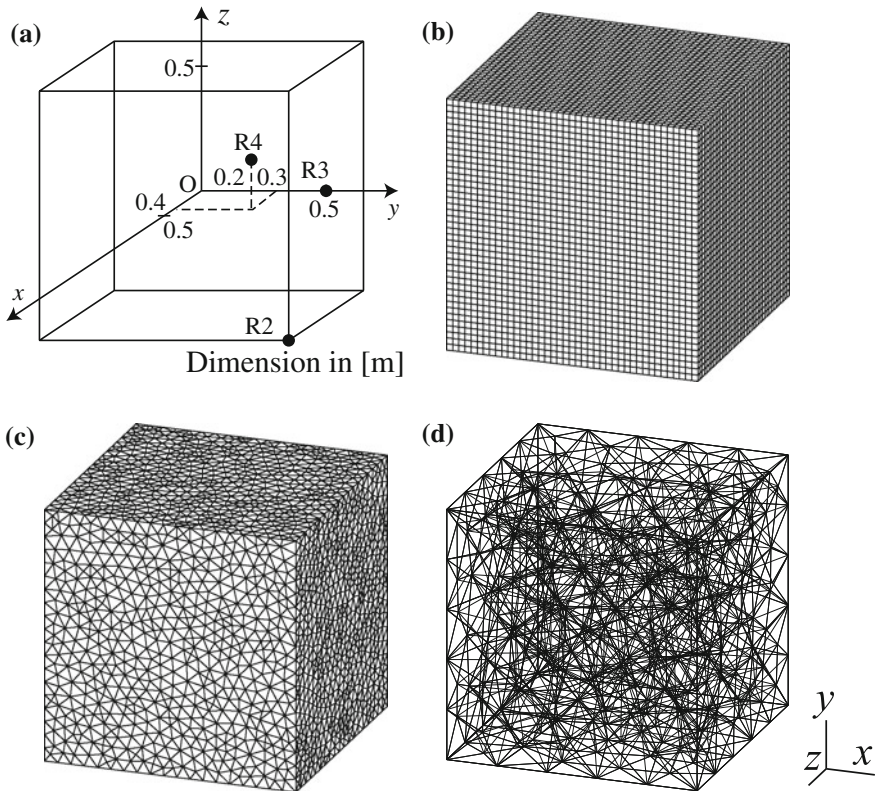 (a)
z
0.5
R4
O
0.2
0.3
R3
0.4
0.5
0.5
y
x
R2
Dimension in [m]
(b)
(c)
(d)
y
z
x